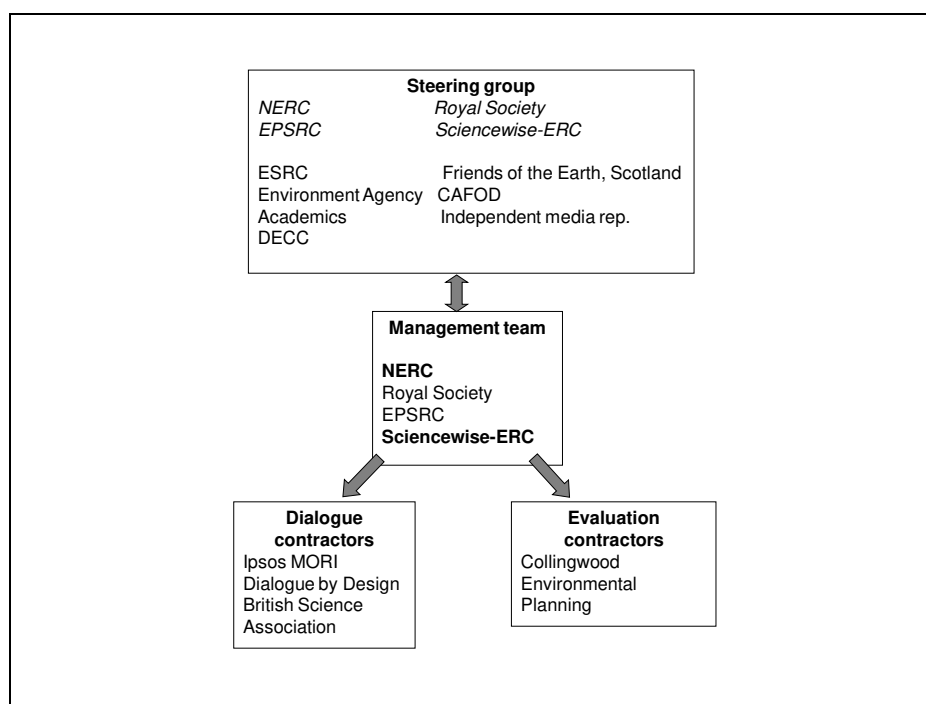 Steering group
NERC Royal Society
EPSRC Sciencewise-ERC
ESRC Friends of the Earth, Scotland
Environment Agency CAFOD
Academics Independent media rep.
DECC
Management team
NERC
Royal Society
EPSRC
Sciencewise-ERC
Dialogue
contractors
Ipsos MORI
Dialogue by Design
British Science
Association
Evaluation
contractors
Collingwood
Environmental
Planning